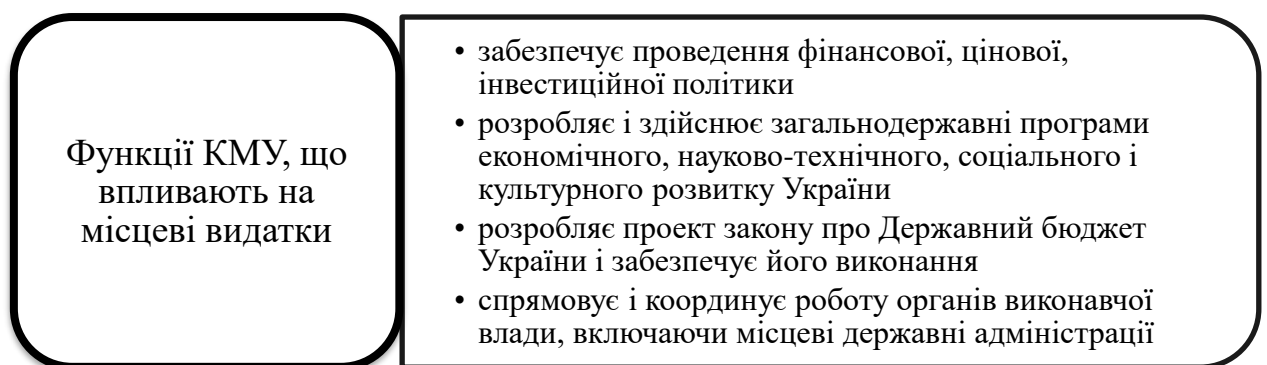 Функції КМУ, що
впливають на
місцеві видатки
• забезпечує проведення фінансової, цінової,
інвестиційної політики
• розробляє і здійснює загальнодержавні програми
економічного, науково-технічного, соціального і
культурного розвитку України
• розробляє проект закону про Державний бюджет
України і забезпечує його виконання
• спрямовує і координує роботу органів виконавчої
влади, включаючи місцеві державні адміністрації